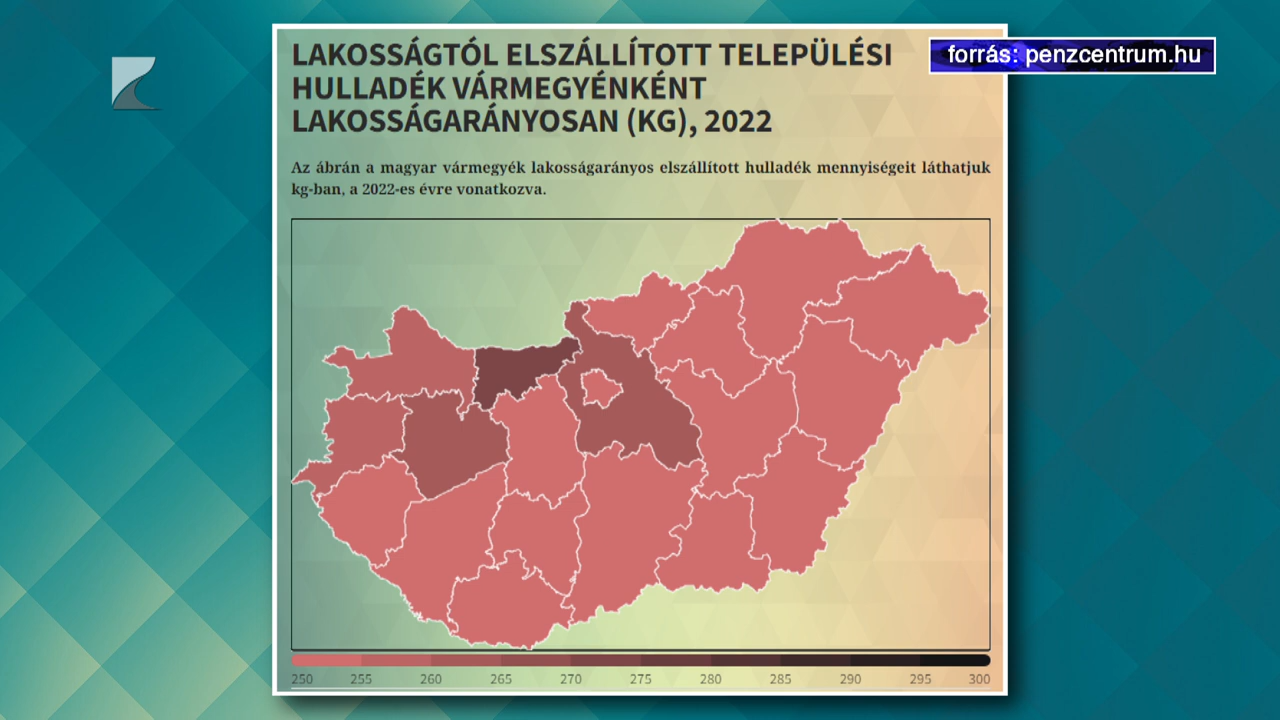 LAKOSSÁGTÓL ELSZÁLLÍTOTT TELEPÜLÉSI
HULLADÉK VÁRMEGYÉNKÉNT
LAKOSSÁGARÁNYOSAN (KG), 2022
forrás: penzcentrum.hu
Az ábrán a magyar vármegyék lakosságarányos elszállított hulladék mennyiségeit láthatjuk
kg-ban, a 2022-es évre vonatkozva.
250 255 260 265 270 275 280 285 290 295 300